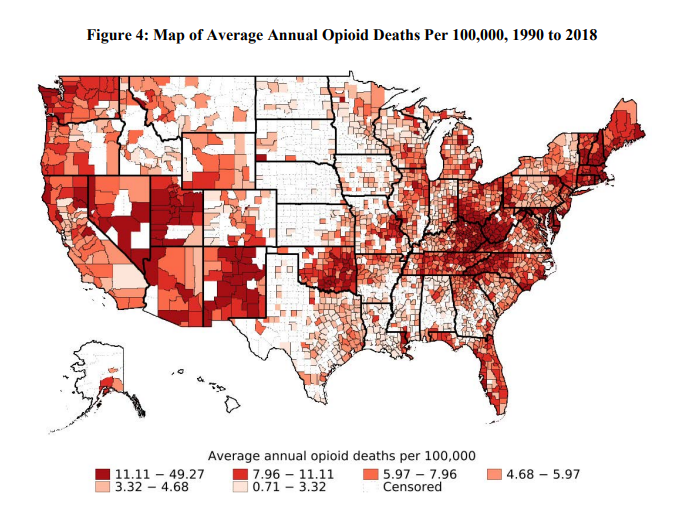 Figure 4: Map of Average Annual Opioid Deaths Per 100,000, 1990 to 2018
Average annual opioid deaths per 100,000
11.11 − 49.27 7.96 − 11.11 5.97 − 7.96 4.68 − 5.97
3.32 − 4.68 0.71 − 3.32 Censored